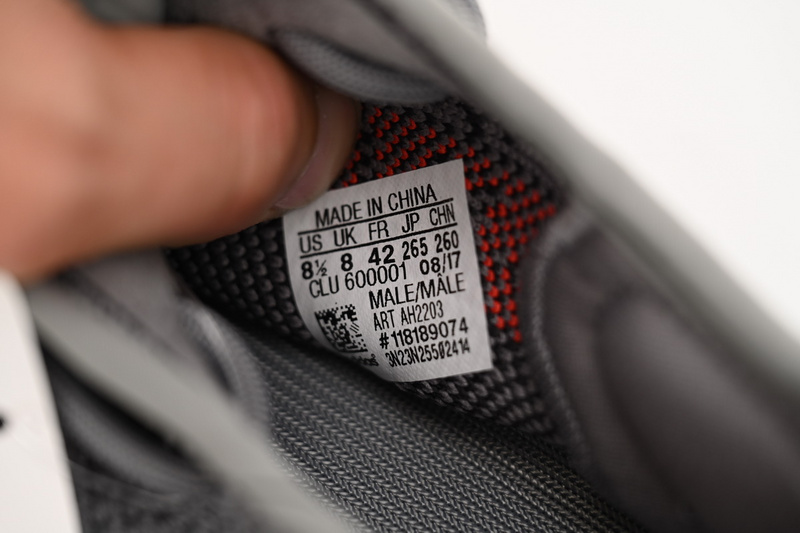 MADE IN CHINA
US UK FR JP CHN
8½ 8 42 265 260
CLU 600001 08/17
MALE/MÂLE
ART AH2203
#118189074
3N23N25502414